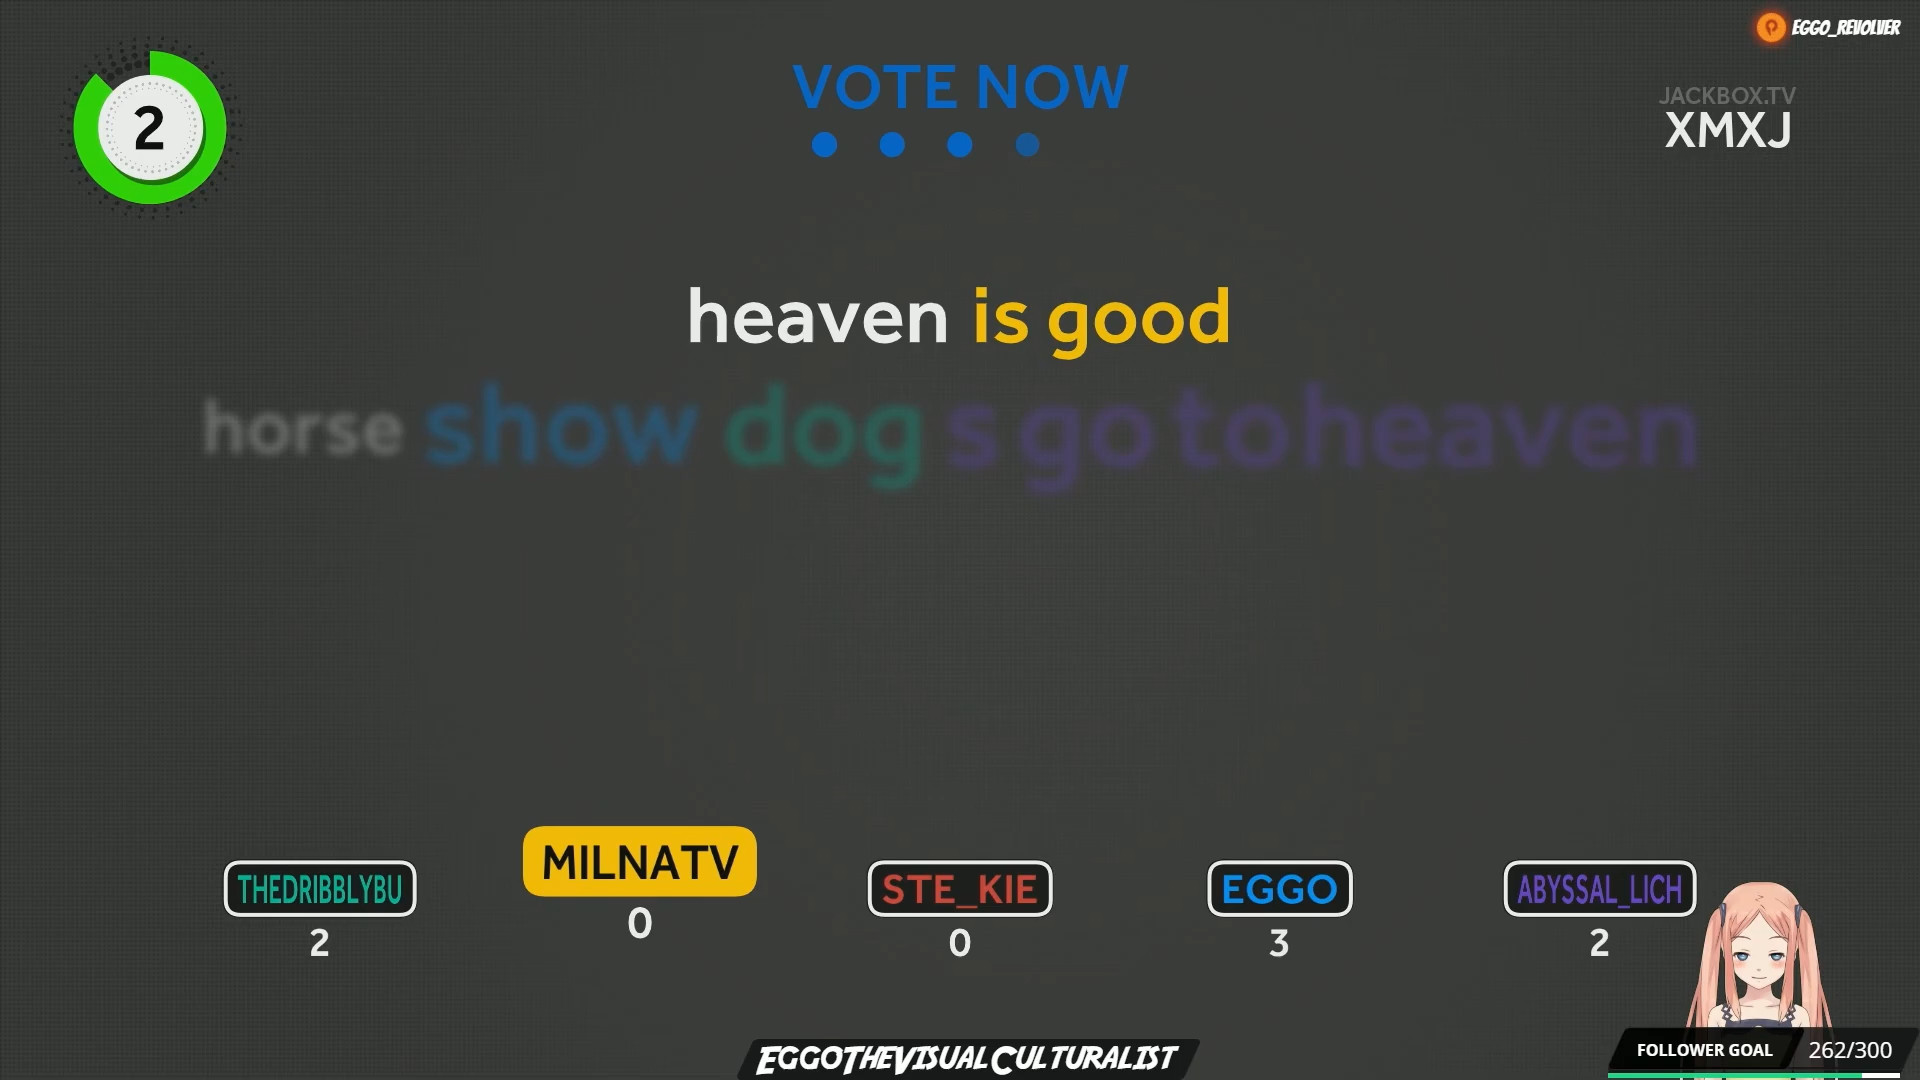 EGGO_REVOLVER
2
VOTE NOW
JACKBOX.TV
XMXJ
heaven is good
horse show dog s go to heaven
THEDRIBBLYBU
2
MILNATV
0
STE_KIE
0
EGGO
3
ABYSSAL_LICH
2
EGGOTHEVISUALCULTURALIST
FOLLOWER GOAL 262/300